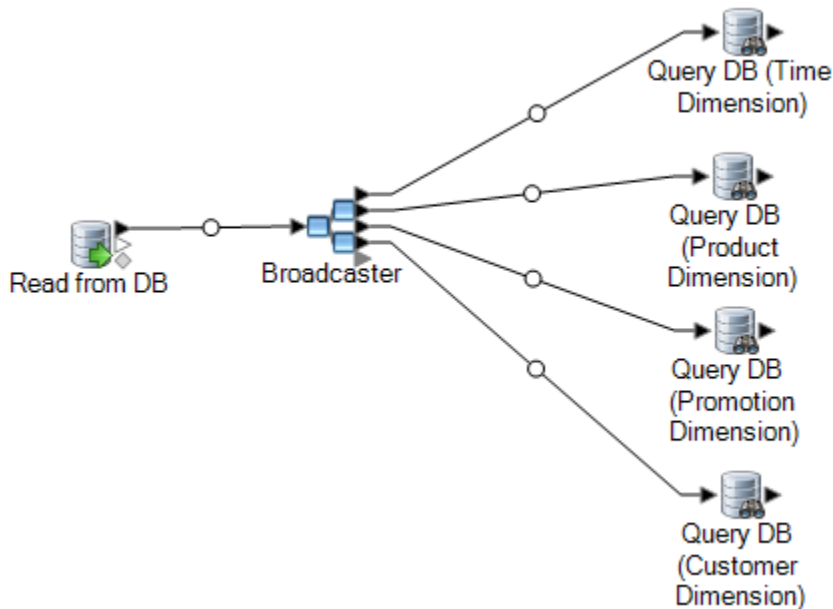 Read from DB
Broadcaster
Query DB (Time
Dimension)
Query DB
(Product
Dimension)
Query DB
(Promotion
Dimension)
Query DB
(Customer
Dimension)